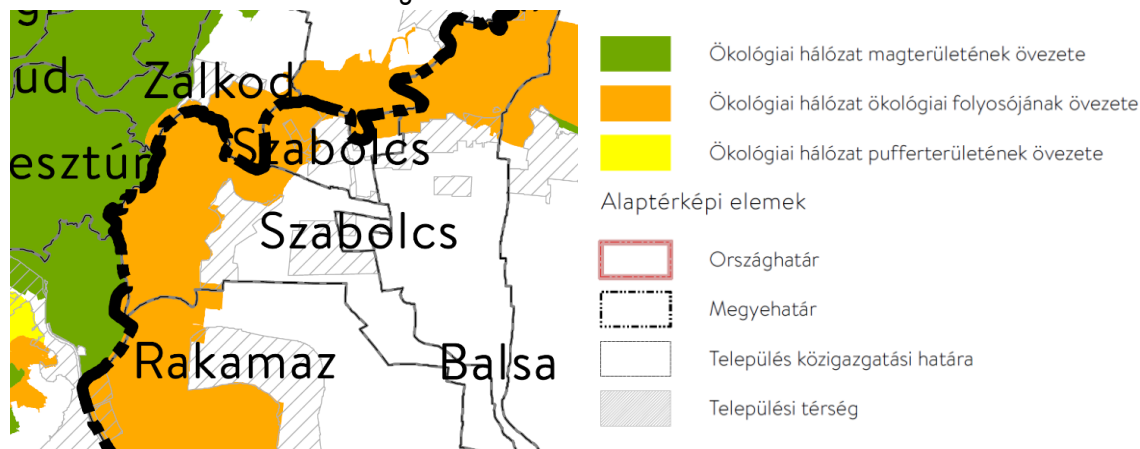 ud
Zalkod
Szabolcs
esztúr
Szabolcs
Rakamaz
Balsa
Ökológiai hálózat magterületének övezete
Ökológiai hálózat ökológiai folyosójának övezete
Ökológiai hálózat pufferterületének övezete
Alaptérképi elemek
Országhatár
Megyehatár
Település közigazgatási határa
Települési térség